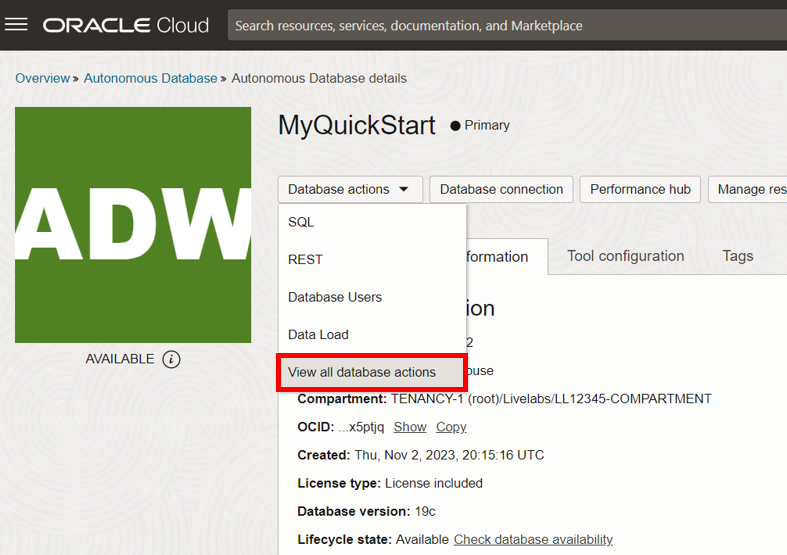 ORACLE Cloud
Search resources, services, documentation, and Marketplace
Overview » Autonomous Database » Autonomous Database details
ADW
AVAILABLE i
MyQuickStart
Primary
Database actions
Database connection
Performance hub
Manage res
SQL
REST
Database Users
Data Load
View all database actions
formation
Tool configuration
Tags
ion
2
ouse
Compartment: TENANCY-1 (root)/Livelabs/LL12345-COMPARTMENT
OCID: ...x5ptjq Show Copy
Created: Thu, Nov 2, 2023, 20:15:16 UTC
License type: License included
Database version: 19c
Lifecycle state: Available Check database availability